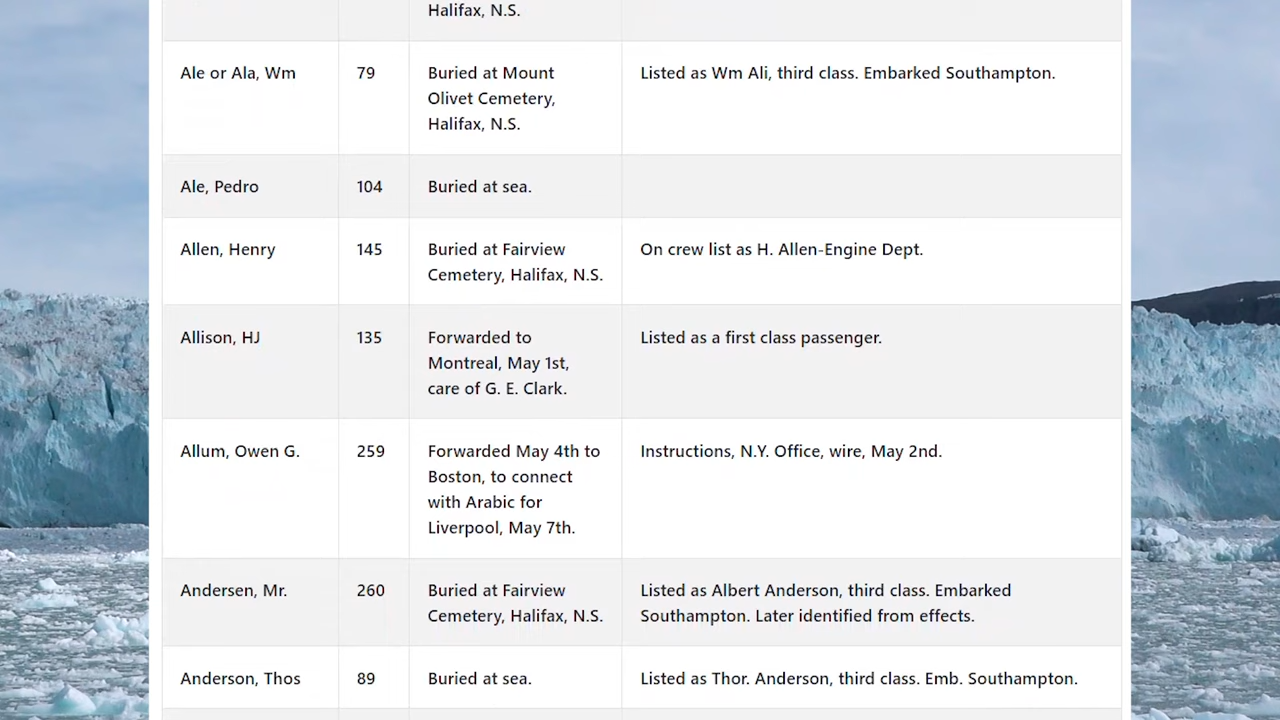 Halifax, N.S.
Ale or Ala, Wm 79 Buried at Mount Listed as Wm Ali, third class. Embarked Southampton.
Olivet Cemetery,
Halifax, N.S.
Ale, Pedro 104 Buried at sea.
Allen, Henry 145 Buried at Fairview On crew list as H. Allen-Engine Dept.
Cemetery, Halifax, N.S.
Allison, HJ 135 Forwarded to Listed as a first class passenger.
Montreal, May 1st,
care of G. E. Clark.
Allum, Owen G. 259 Forwarded May 4th to Instructions, N.Y. Office, wire, May 2nd.
Boston, to connect
with Arabic for
Liverpool, May 7th.
Andersen, Mr. 260 Buried at Fairview Listed as Albert Anderson, third class. Embarked
Cemetery, Halifax, N.S. Southampton. Later identified from effects.
Anderson, Thos 89 Buried at sea. Listed as Thor. Anderson, third class. Emb. Southampton.